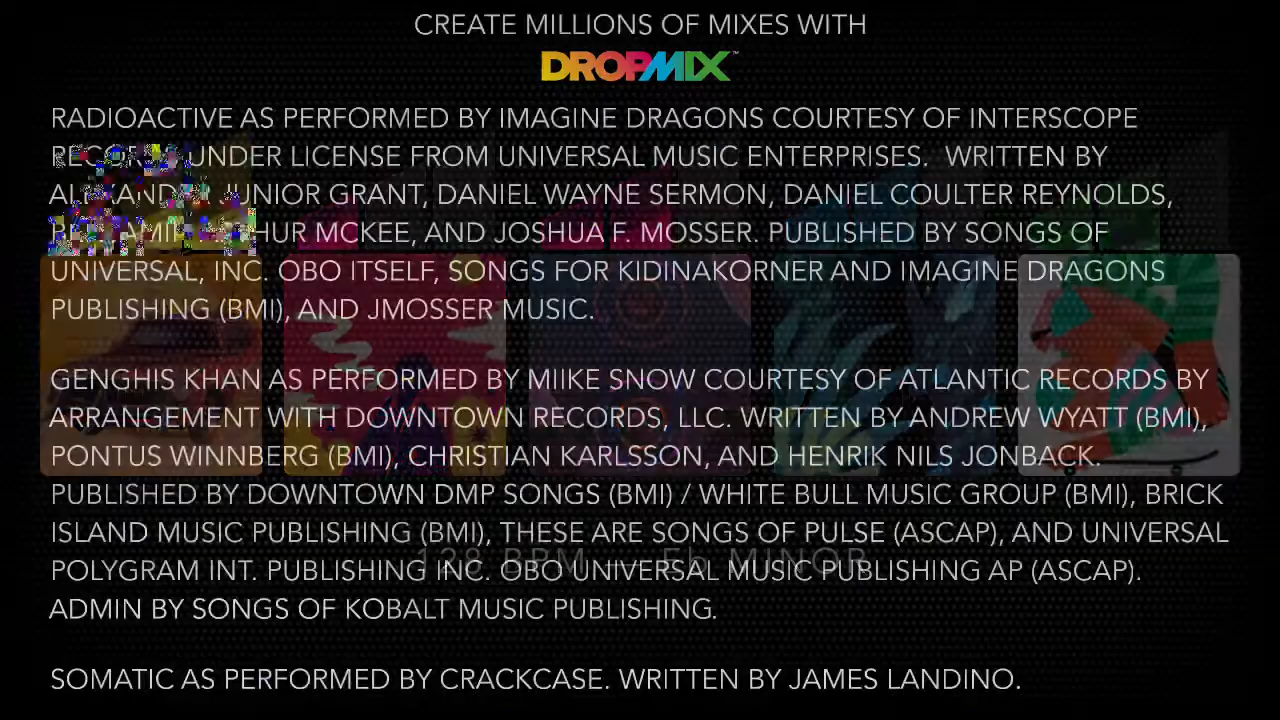 CREATE MILLIONS OF MIXES WITH
DROPMIX™
RADIOACTIVE AS PERFORMED BY IMAGINE DRAGONS COURTESY OF INTERSCOPE
UNDER LICENSE FROM UNIVERSAL MUSIC ENTERPRISES. WRITTEN BY
ALEXANDER JUNIOR GRANT, DANIEL WAYNE SERMON, DANIEL COULTER REYNOLDS,
MCKEE, AND JOSHUA F. MOSSER. PUBLISHED BY SONGS OF
UNIVERSAL, INC. OBO ITSELF, SONGS FOR KIDINAKORNER AND IMAGINE DRAGONS
PUBLISHING (BMI), AND JMOSSER MUSIC.
GENGHIS KHAN AS PERFORMED BY MIIKE SNOW COURTESY OF ATLANTIC RECORDS BY
ARRANGEMENT WITH DOWNTOWN RECORDS, LLC. WRITTEN BY ANDREW WYATT (BMI),
PONTUS WINNBERG (BMI), CHRISTIAN KARLSSON, AND HENRIK NILS JONBACK.
PUBLISHED BY DOWNTOWN DMP SONGS (BMI) / WHITE BULL MUSIC GROUP (BMI), BRICK
ISLAND MUSIC PUBLISHING (BMI), THESE ARE SONGS OF PULSE (ASCAP), AND UNIVERSAL
128 BPM — Eb MINOR
POLYGRAM INT. PUBLISHING INC. OBO UNIVERSAL MUSIC PUBLISHING AP (ASCAP).
ADMIN BY SONGS OF KOBALT MUSIC PUBLISHING.
SOMATIC AS PERFORMED BY CRACKCASE. WRITTEN BY JAMES LANDINO.